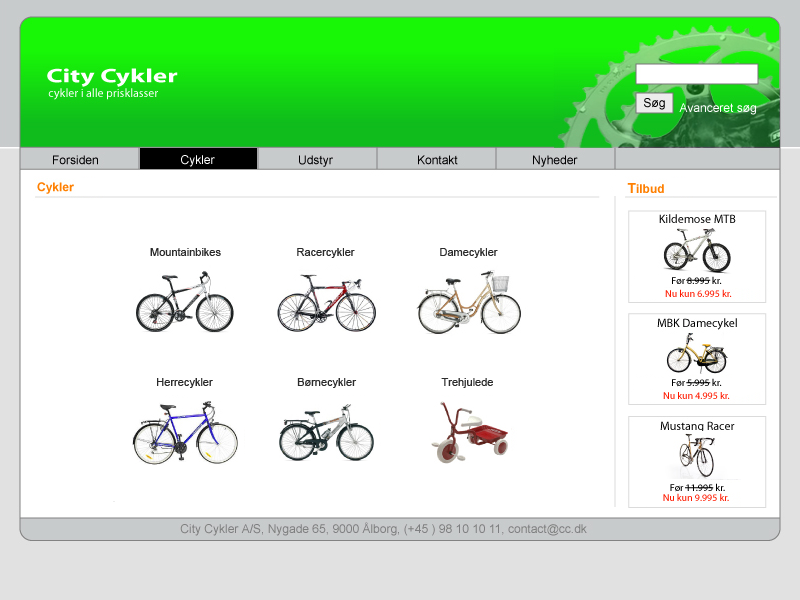 City Cykler
cykler i alle prisklasser
Søg
Avanceret søg
Forsiden
Cykler
Udstyr
Kontakt
Nyheder
Cykler
Mountainbikes
Racercykler
Damecykler
Herrecykler
Børnecykler
Trehjulede
Tilbud
Kildemose MTB
Før 8.995 kr.
Nu kun 6.995 kr.
MBK Damecykel
Før 5.995 kr.
Nu kun 4.995 kr.
Mustang Racer
Før 11.995 kr.
Nu kun 9.995 kr.
City Cykler A/S, Nygade 65, 9000 Ålborg, (+45 ) 98 10 10 11, contact@cc.dk